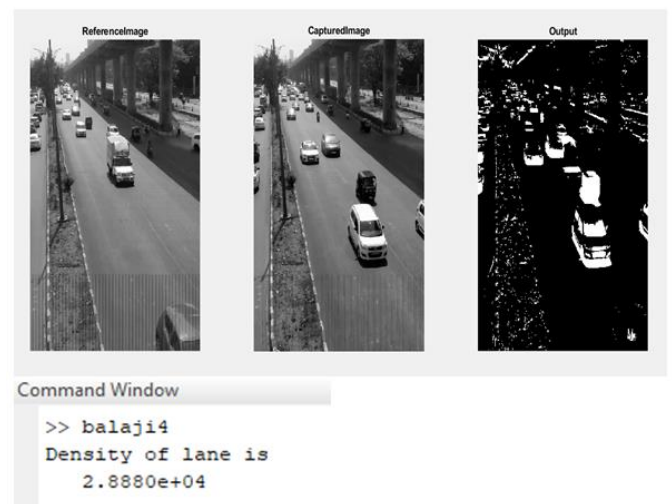 ReferenceImage
CapturedImage
Output
Command Window
>> balaji4
Density of lane is
2.8880e+04